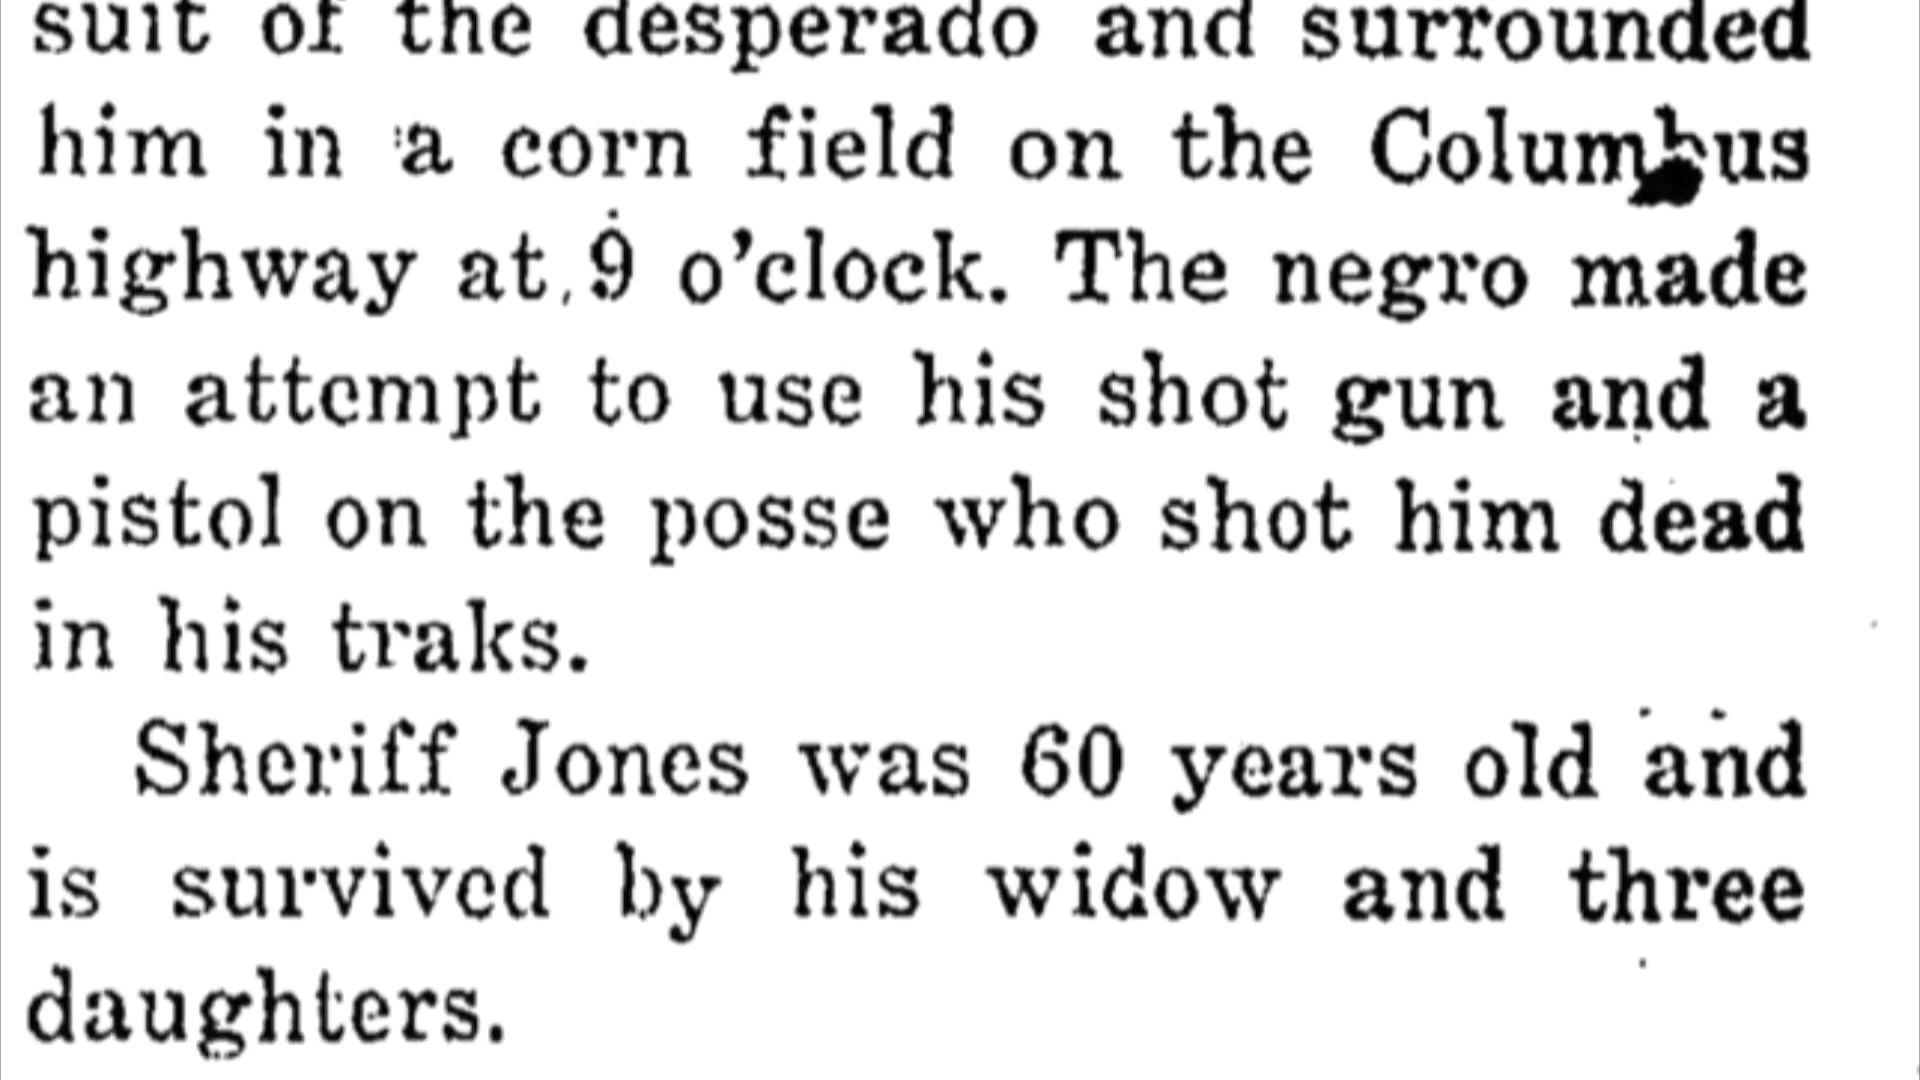 suit of the desperado and surrounded
him in a corn field on the Columbus
highway at 9 o'clock. The negro made
an attempt to use his shot gun and a
pistol on the posse who shot him dead
in his traks.
Sheriff Jones was 60 years old and
is survived by his widow and three
daughters.